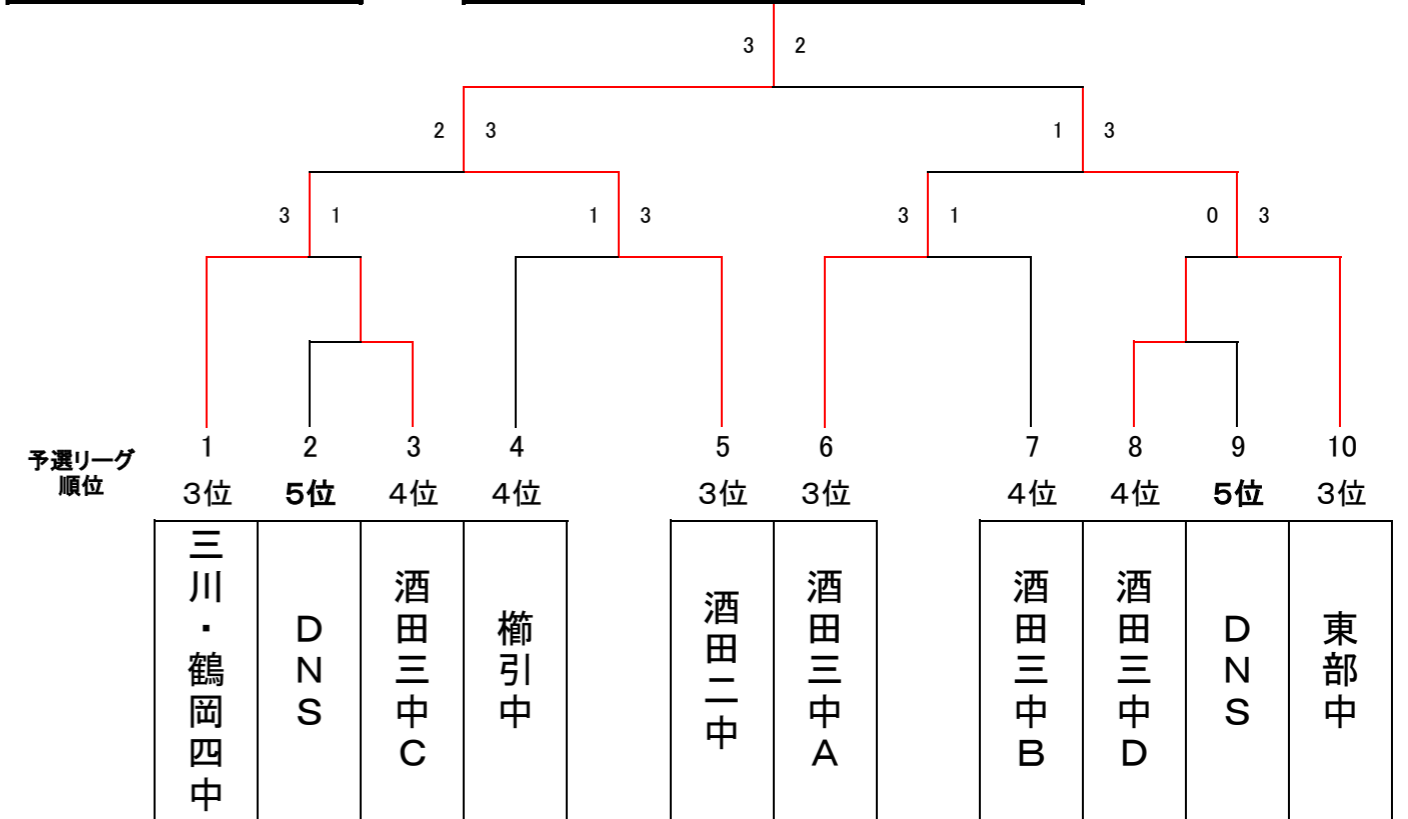 3 2
2 3 1 3
3 1 1 3 3 1 0 3
1 2 3 4 5 6 7 8 9 10
予選リーグ
順位
3位 5位 4位 4位 3位 3位 4位 4位 5位 3位
三川・鶴岡四中
DNS
酒田三中C
櫛引中
酒田二中
酒田三中A
酒田三中B
酒田三中D
DNS
東部中